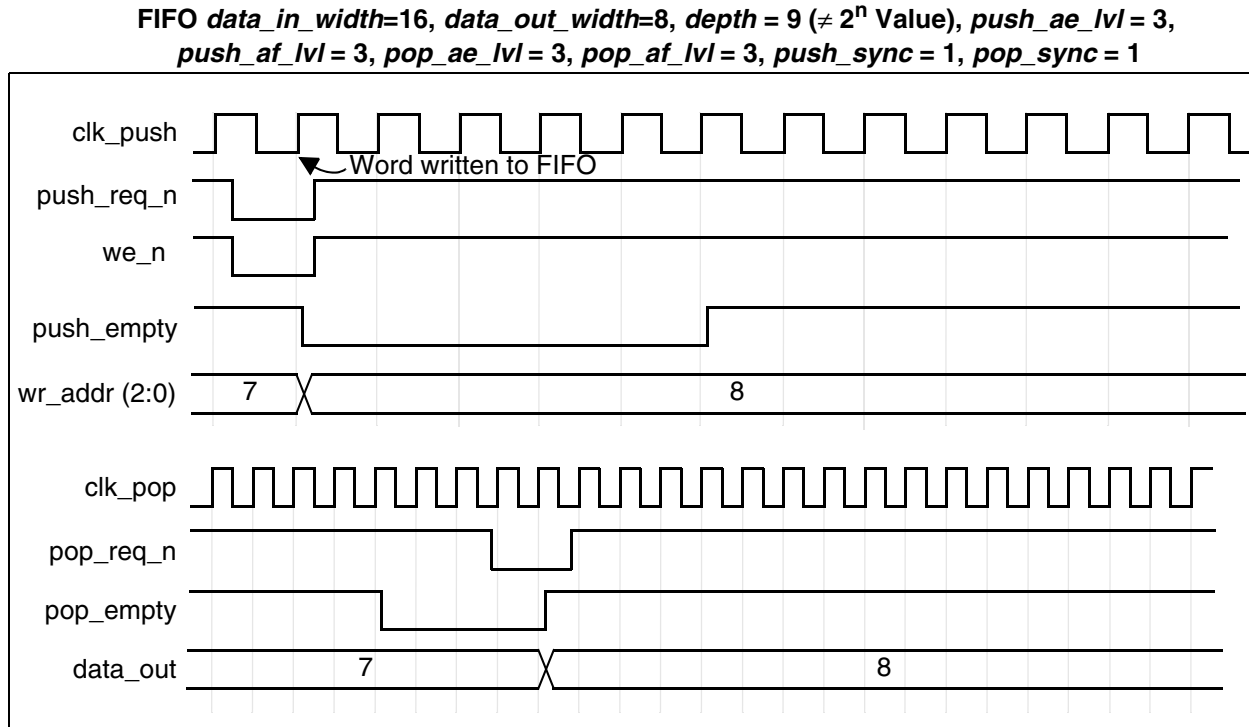 FIFO data_in_width=16, data_out_width=8, depth = 9 (≠ 2n Value), push_ae_lvl = 3,
push_af_lvl = 3, pop_ae_lvl = 3, pop_af_lvl = 3, push_sync = 1, pop_sync = 1
clk_push
Word written to FIFO
push_req_n
we_n
push_empty
wr_addr (2:0) 7 8
clk_pop
pop_req_n
pop_empty
data_out 7 8